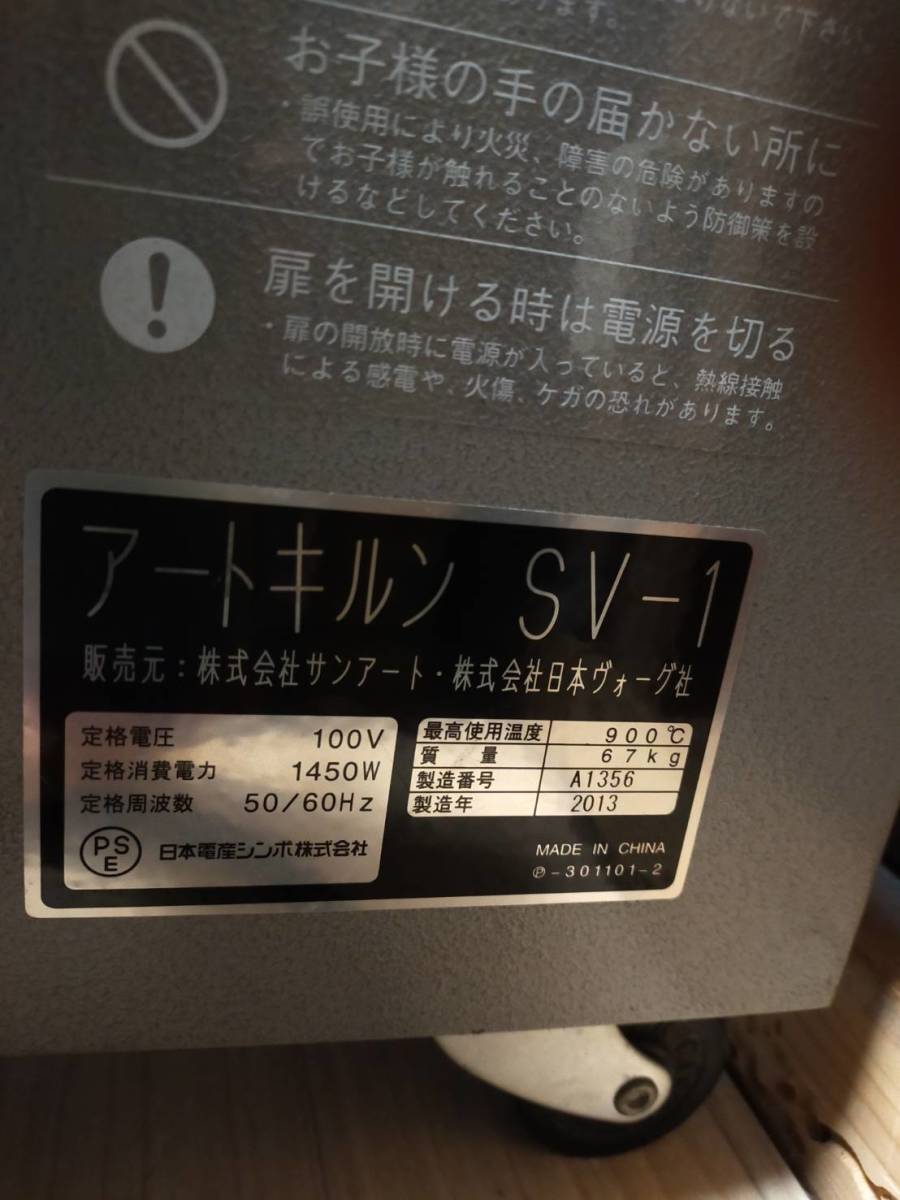 お子様の手の届かない所に
・誤使用により火災、障害の危険がありますの
でお子様が触れることのないよう防御策を設
けるなどしてください。
扉を開ける時は電源を切る
・扉の開放時に電源が入っていると、熱線接触
による感電や、火傷、ケガの恐れがあります。
アートキルン SV-1
販売元：株式会社サンアート・株式会社日本ヴォーグ社
定格電圧 100V
定格消費電力 1450W
定格周波数 50/60Hz
PSE 日本電産シンポ株式会社
最高使用温度 900℃
質量 67kg
製造番号 A1356
製造年 2013
MADE IN CHINA
Ⓟ-301101-2